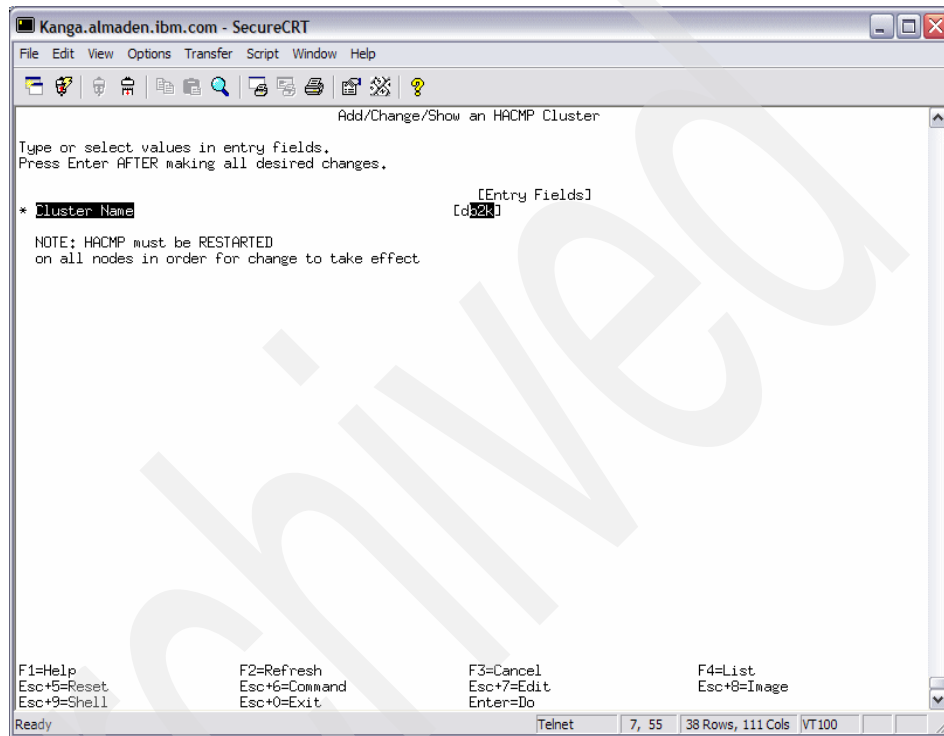 Kanga.almaden.ibm.com - SecureCRT
File Edit View Options Transfer Script Window Help
Add/Change/Show an HACMP Cluster
Type or select values in entry fields.
Press Enter AFTER making all desired changes.
[Entry Fields]
* Cluster Name [db2k]
NOTE: HACMP must be RESTARTED
on all nodes in order for change to take effect
F1=Help F2=Refresh F3=Cancel F4=List
Esc+5=Reset Esc+6=Command Esc+7=Edit Esc+8=Image
Esc+9=Shell Esc+0=Exit Enter=Do
Ready Telnet 7, 55 38 Rows, 111 Cols VT100